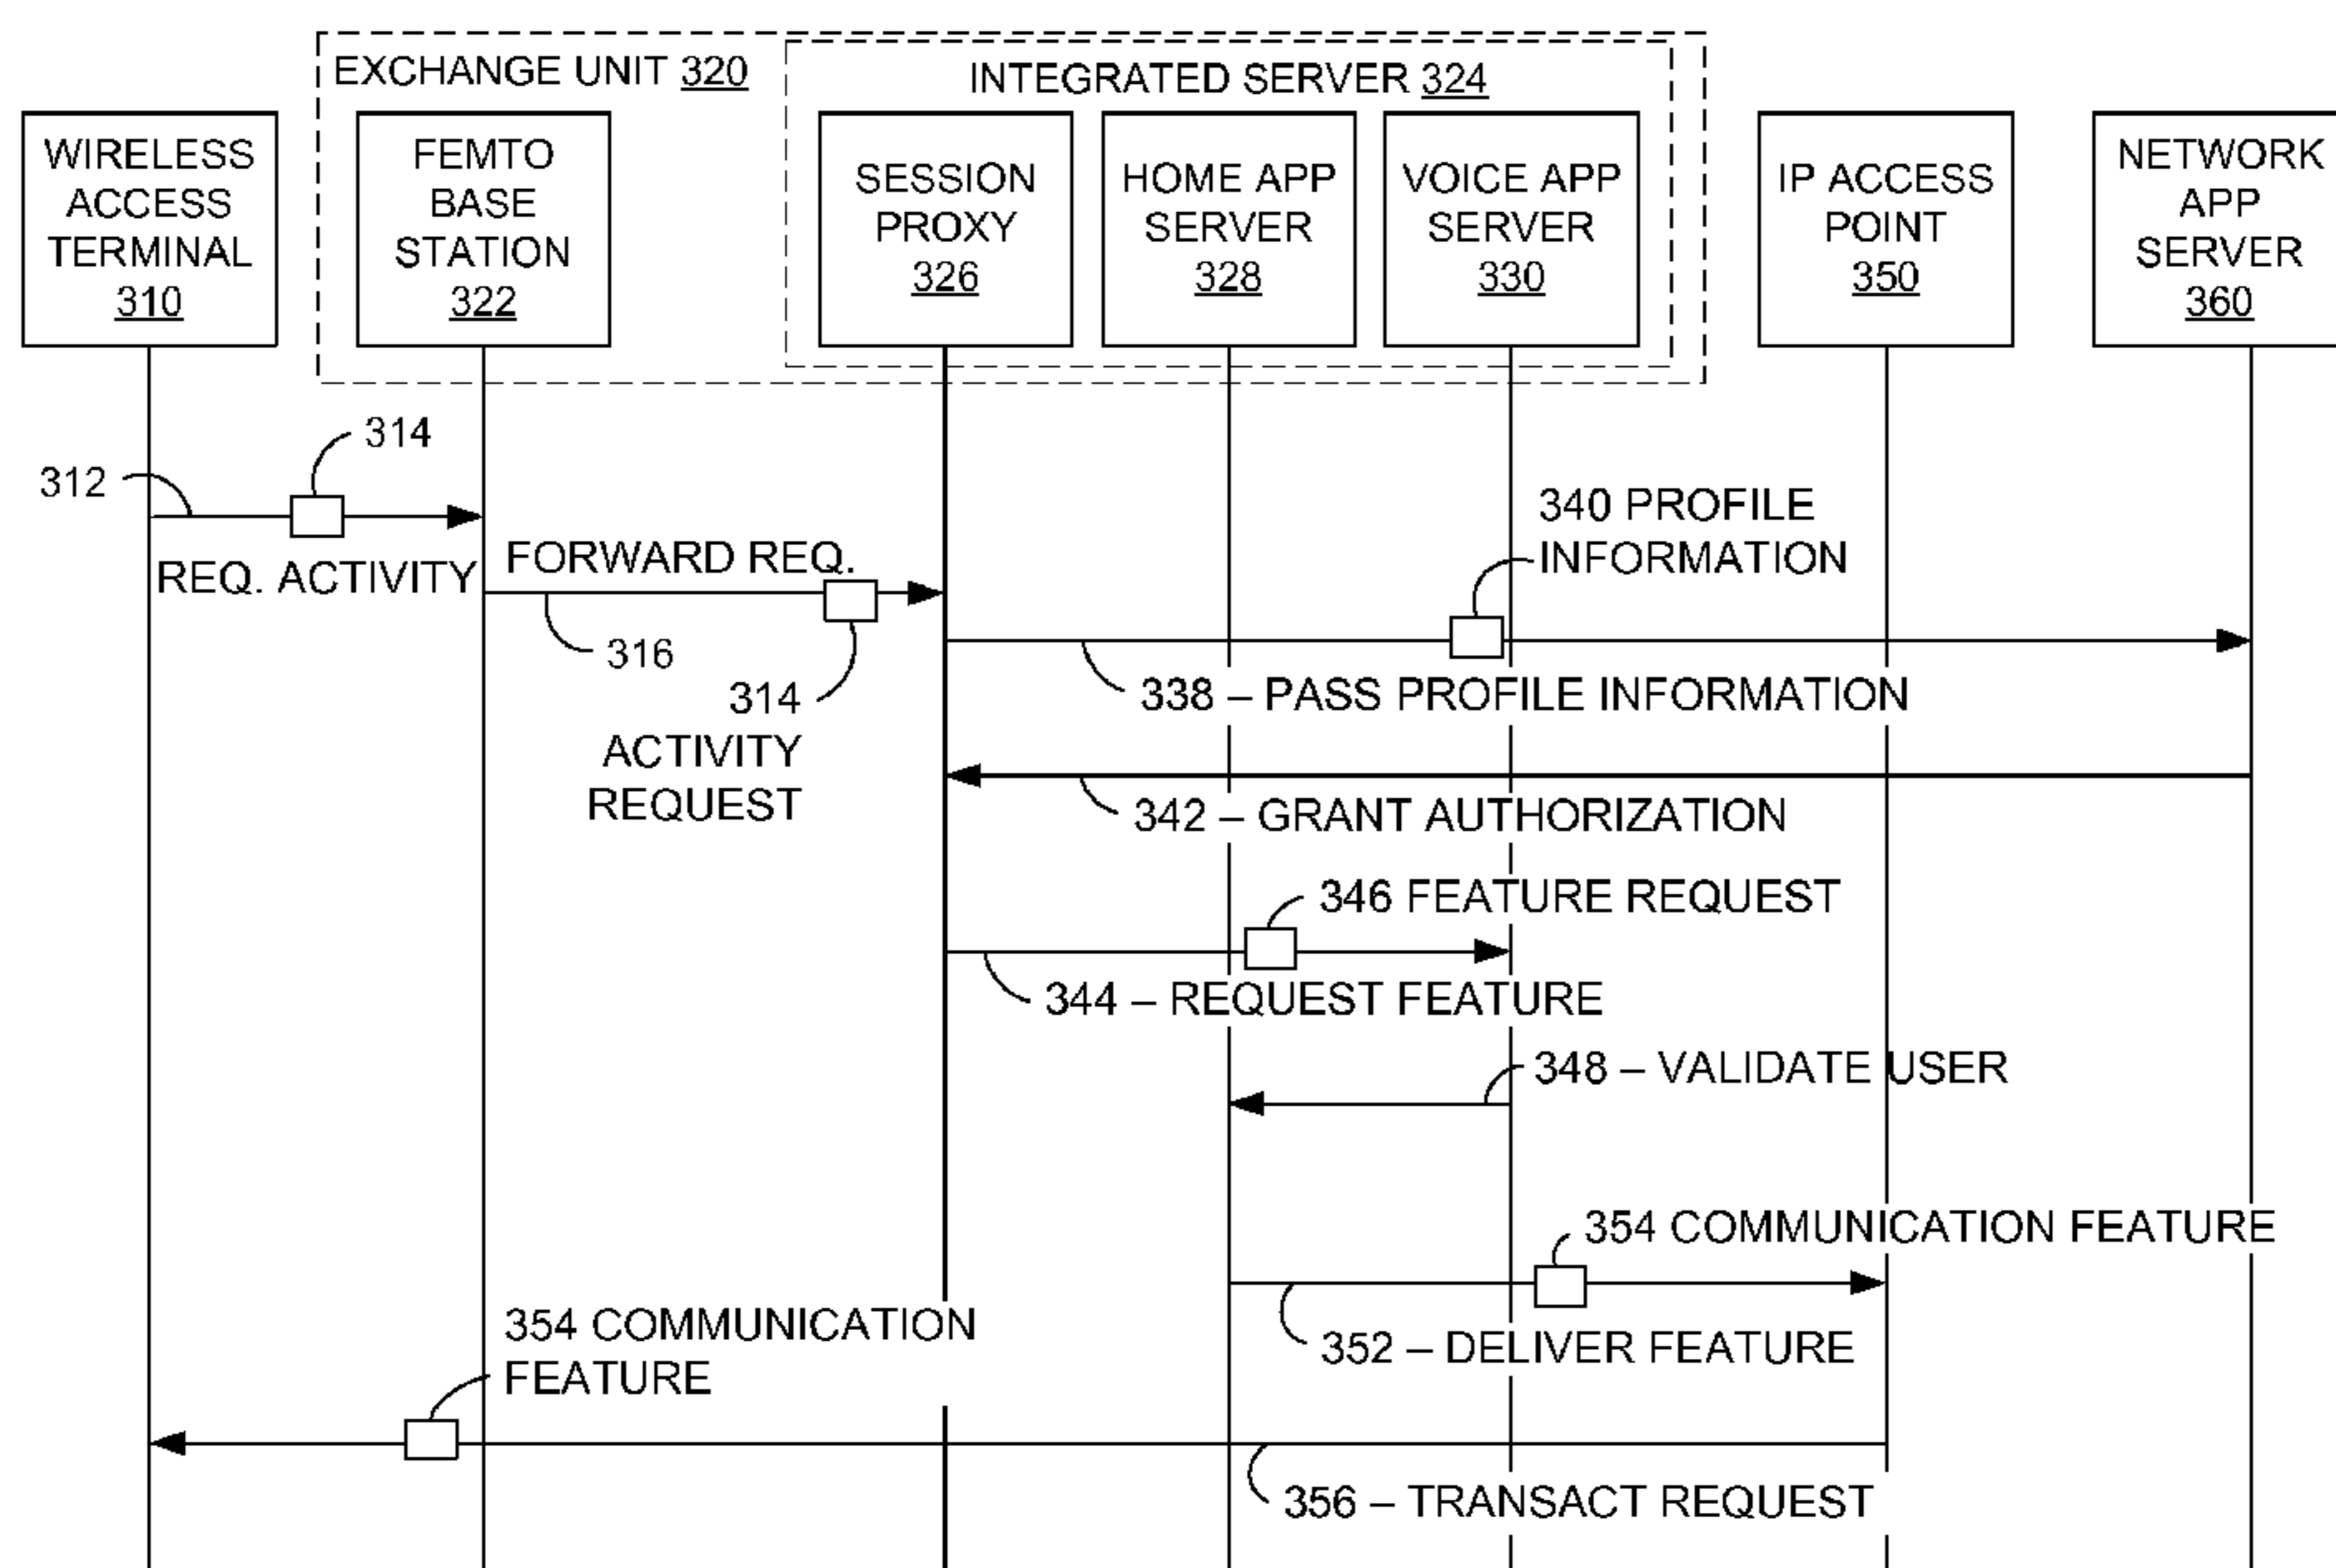 EXCHANGE UNIT 320
INTEGRATED SERVER 324
WIRELESS
ACCESS
TERMINAL
310
FEMTO
BASE
STATION
322
SESSION
PROXY
326
HOME APP
SERVER
328
VOICE APP
SERVER
330
IP ACCESS
POINT
350
NETWORK
APP
SERVER
360
314
312
REQ. ACTIVITY
FORWARD REQ.
316
314
ACTIVITY
REQUEST
340 PROFILE
INFORMATION
338 – PASS PROFILE INFORMATION
342 – GRANT AUTHORIZATION
346 FEATURE REQUEST
344 – REQUEST FEATURE
348 – VALIDATE USER
354 COMMUNICATION FEATURE
352 – DELIVER FEATURE
354 COMMUNICATION
FEATURE
356 – TRANSACT REQUEST